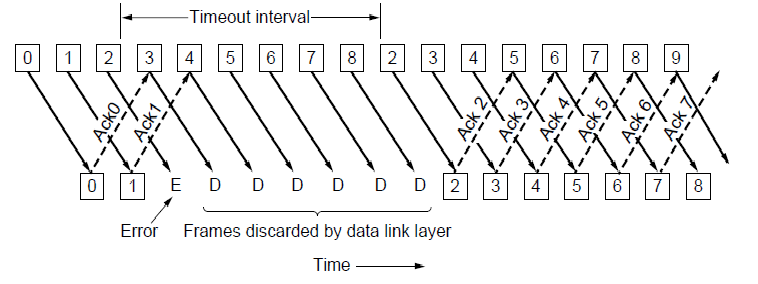 Timeout interval
0 1 2 3 4 5 6 7 8 2 3 4 5 6 7 8 9
Ack0 Ack1 Ack 2 Ack 3 Ack 4 Ack 5 Ack 6 Ack 7
0 1 E D D D D D D 2 3 4 5 6 7 8
Error Frames discarded by data link layer
Time